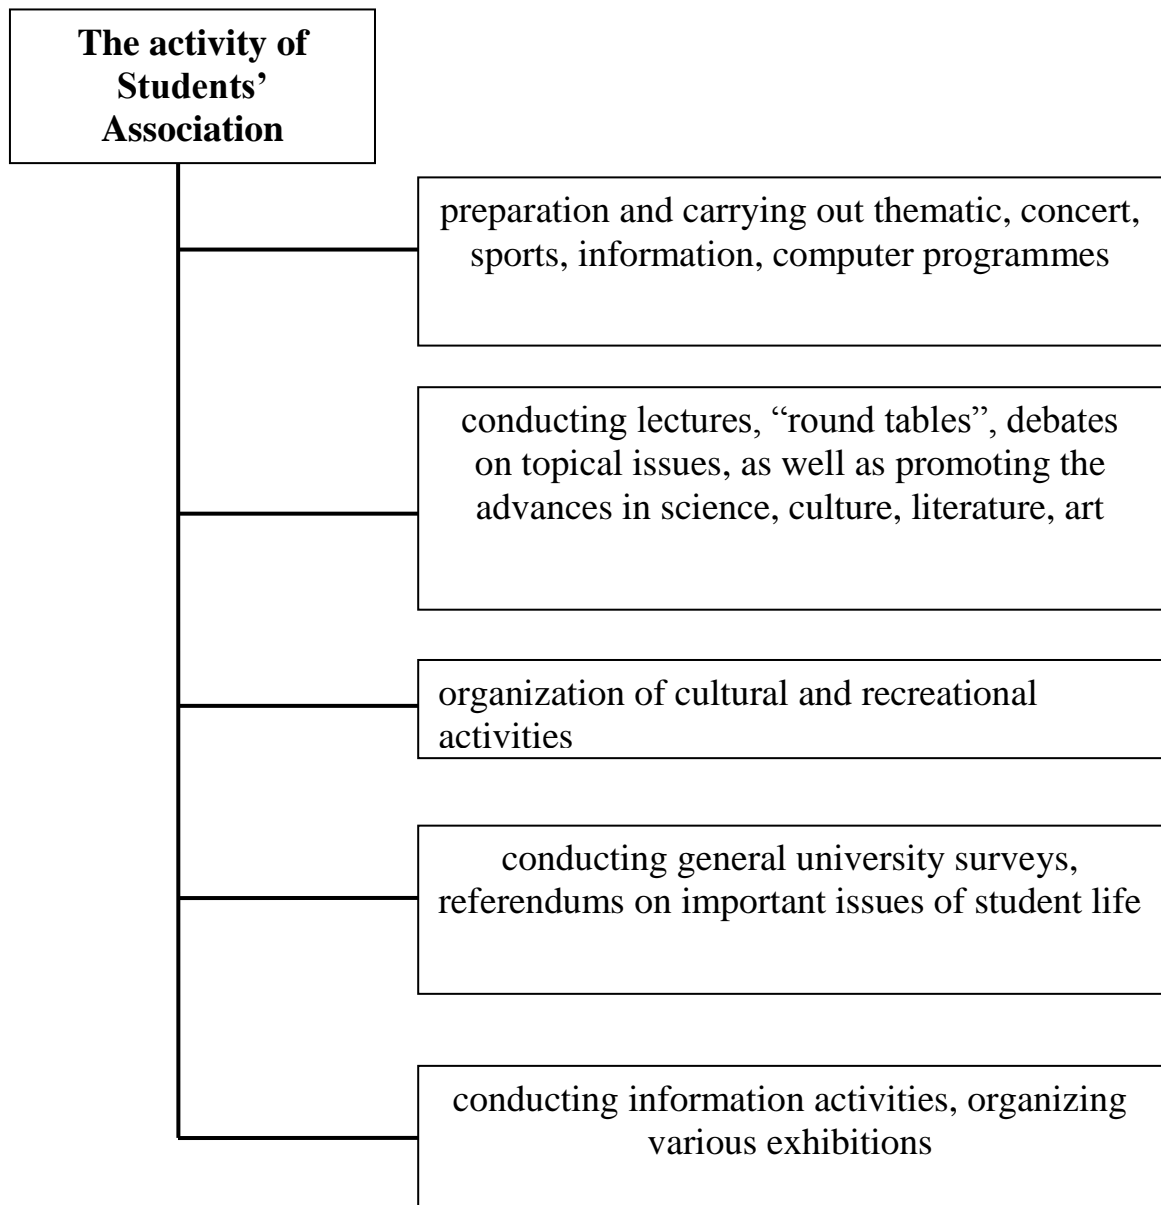 The activity of
Students’
Association
preparation and carrying out thematic, concert,
sports, information, computer programmes
conducting lectures, “round tables”, debates
on topical issues, as well as promoting the
advances in science, culture, literature, art
organization of cultural and recreational
activities
conducting general university surveys,
referendums on important issues of student life
conducting information activities, organizing
various exhibitions